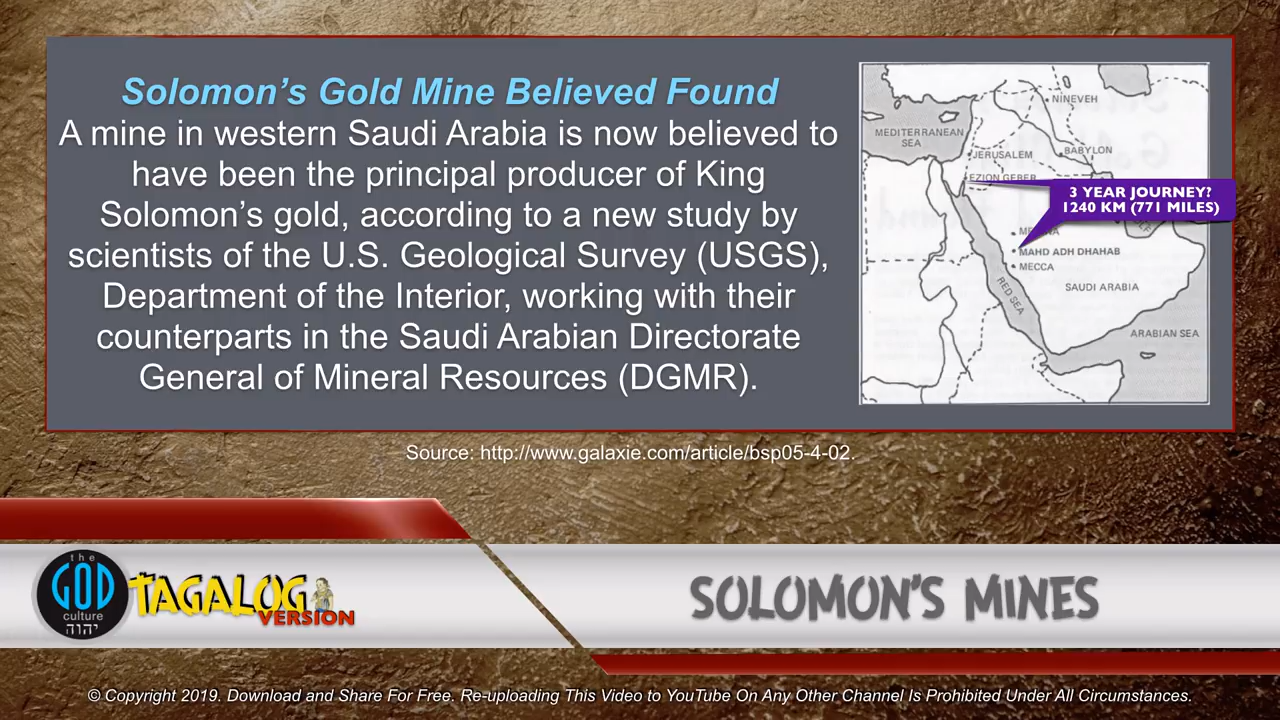 Solomon's Gold Mine Believed Found
A mine in western Saudi Arabia is now believed to
have been the principal producer of King
Solomon's gold, according to a new study by
scientists of the U.S. Geological Survey (USGS),
Department of the Interior, working with their
counterparts in the Saudi Arabian Directorate
General of Mineral Resources (DGMR).
NINEVEH
MEDITERRANEAN
SEA
JERUSALEM
BABYLON
EZION GEBER
3 YEAR JOURNEY?
1240 KM (771 MILES)
MAHD ADH DHAHAB
MECCA
SAUDI ARABIA
RED SEA
ARABIAN SEA
Source: http://www.galaxie.com/article/bsp05-4-02.
the
GOD
culture
יהוה
TAGALOG
VERSION
SOLOMON'S MINES
© Copyright 2019. Download and Share For Free. Re-uploading This Video to YouTube On Any Other Channel Is Prohibited Under All Circumstances.